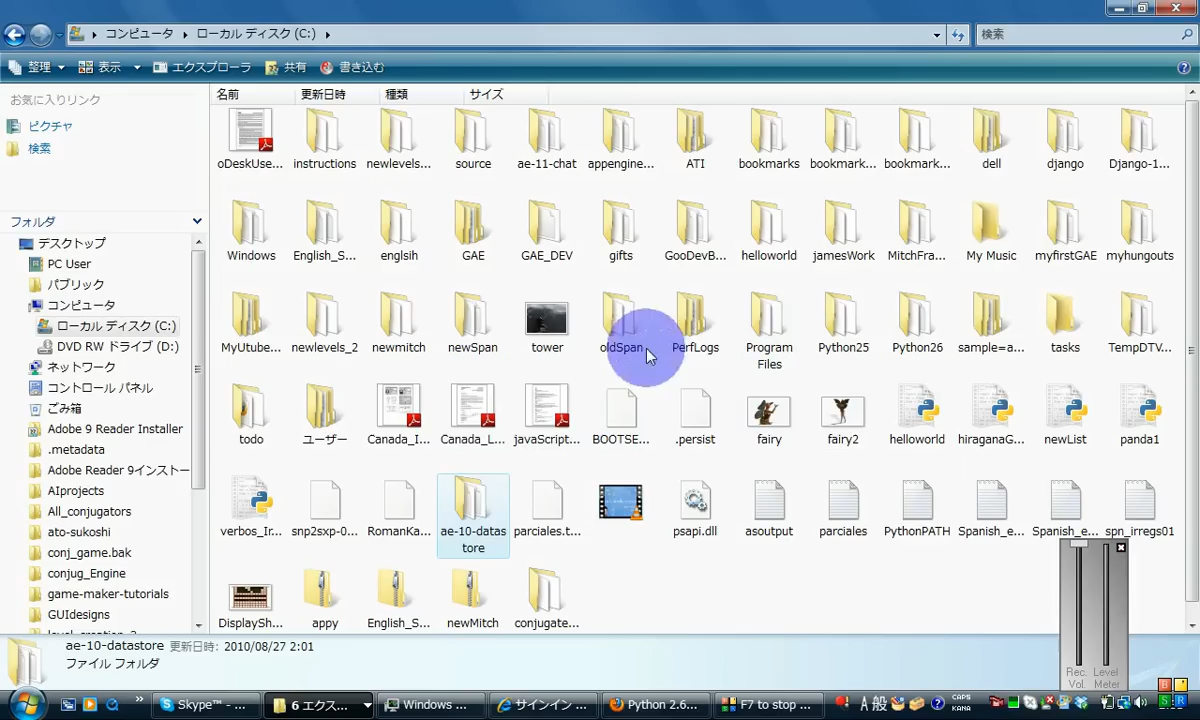 コンピュータ ▸ ローカル ディスク (C:) ▸
検索
整理 表示 エクスプローラ 共有 書き込む
お気に入りリンク
ピクチャ
検索
フォルダ
デスクトップ
PC User
パブリック
コンピュータ
ローカル ディスク (C:)
DVD RW ドライブ (D:)
ネットワーク
コントロール パネル
ごみ箱
Adobe 9 Reader Installer
.metadata
Adobe Reader 9インストー
AIprojects
All_conjugators
ato-sukoshi
conj_game.bak
conjug_Engine
game-maker-tutorials
GUIdesigns
名前 更新日時 種類 サイズ
oDeskUse... instructions newlevels... source ae-11-chat appengine... ATI bookmarks bookmark... bookmark... dell django Django-1...
Windows English_S... englsih GAE GAE_DEV gifts GooDevB... helloworld jamesWork MitchFra... My Music myfirstGAE myhungouts
MyUtube... newlevels_2 newmitch newSpan tower oldSpan PerfLogs Program Files Python25 Python26 sample=a... tasks TempDTV...
todo ユーザー Canada_I... Canada_L... javaScript... BOOTSE... .persist fairy fairy2 helloworld hiraganaG... newList panda1
verbos_Ir... snp2sxp-0... RomanKa... ae-10-datas
tore
parciales.t... psapi.dll asoutput parciales PythonPATH Spanish_e... Spanish_e... spn_irregs01
DisplaySh... appy English_S... newMitch conjugate...
Rec. Level
Vol. Meter
ae-10-datastore 更新日時: 2010/08/27 2:01
ファイル フォルダ
Skype™ - ... 6 エクス... Windows ... サインイン ... Python 2.6... F7 to stop ... A 般 CAPS
KANA